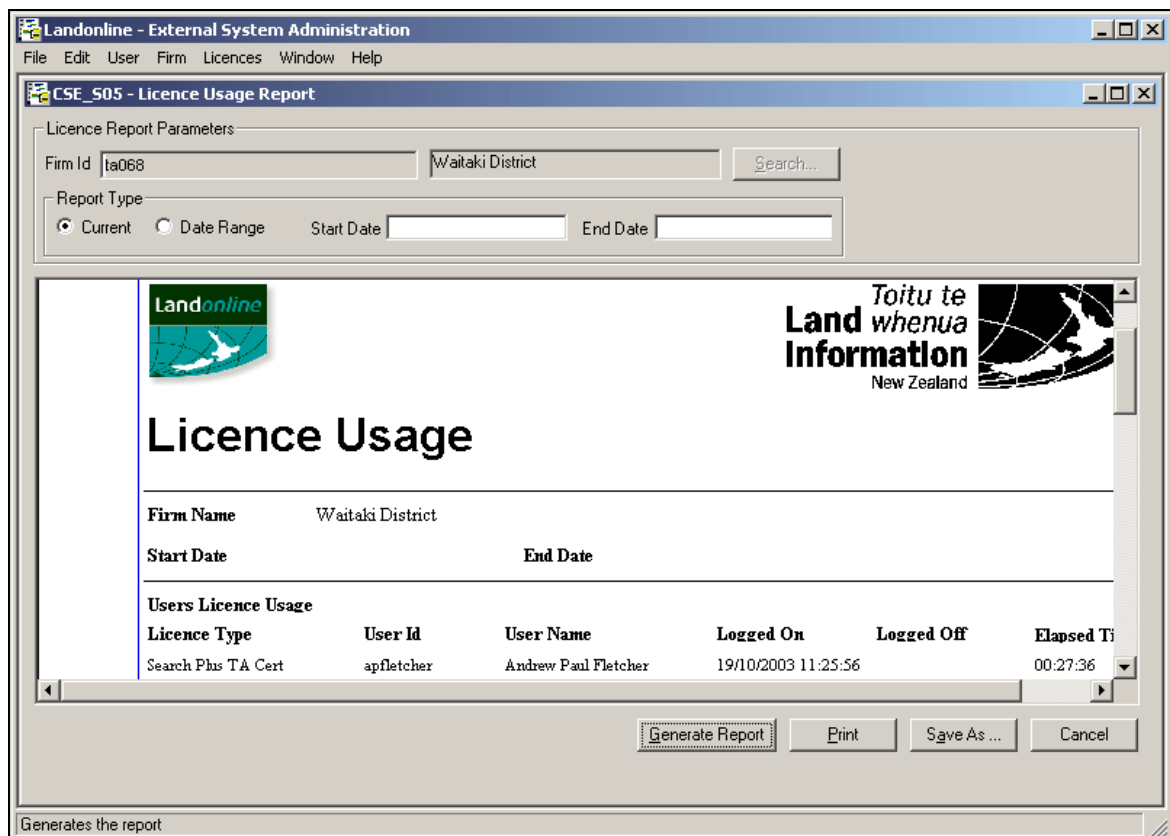 Landonline - External System Administration
File Edit User Firm Licences Window Help
CSE_S05 - Licence Usage Report
Licence Report Parameters
Firm Id ta068 Waitaki District Search...
Report Type
Current Date Range Start Date End Date
Landonline
Toitu te
Land whenua
Information
New Zealand
Licence Usage
Firm Name Waitaki District
Start Date End Date
Users Licence Usage
Licence Type User Id User Name Logged On Logged Off Elapsed Ti
Search Plus TA Cert apfletcher Andrew Paul Fletcher 19/10/2003 11:25:56 00:27:36
Generate Report Print Save As ... Cancel
Generates the report